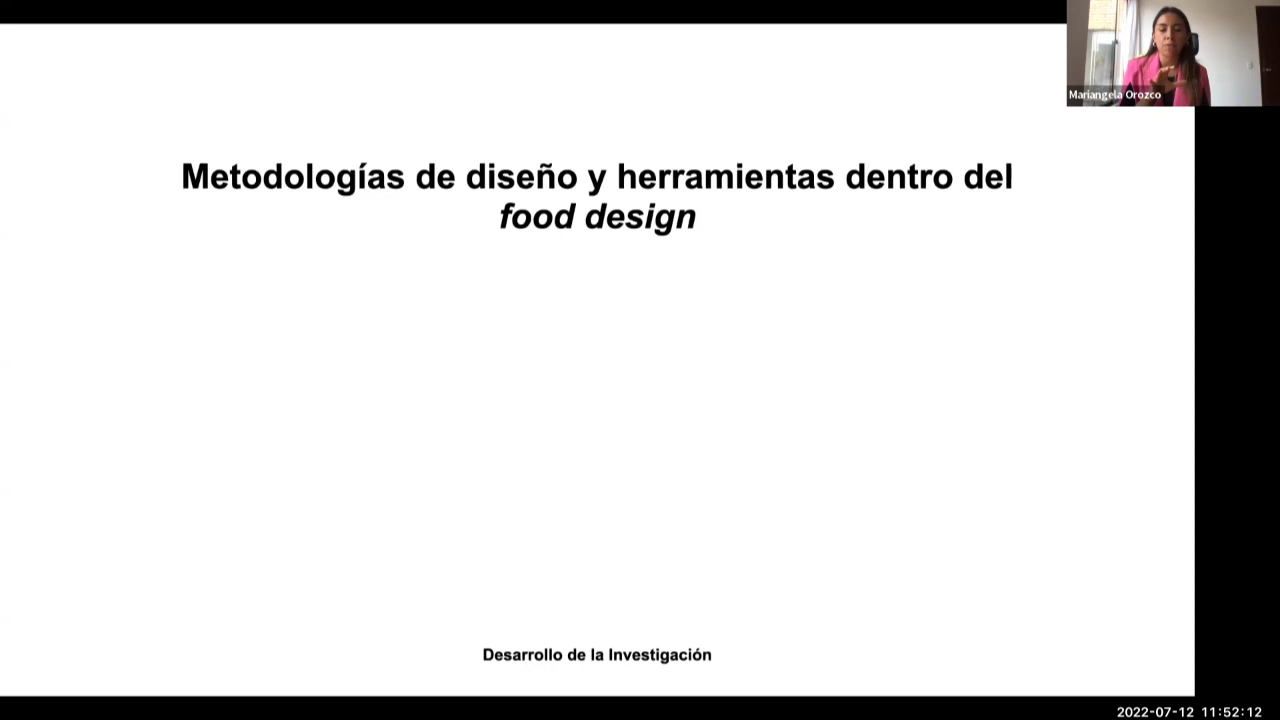 Mariangela Orozco
Metodologías de diseño y herramientas dentro del
food design
Desarrollo de la Investigación
2022-07-12 11:52:12